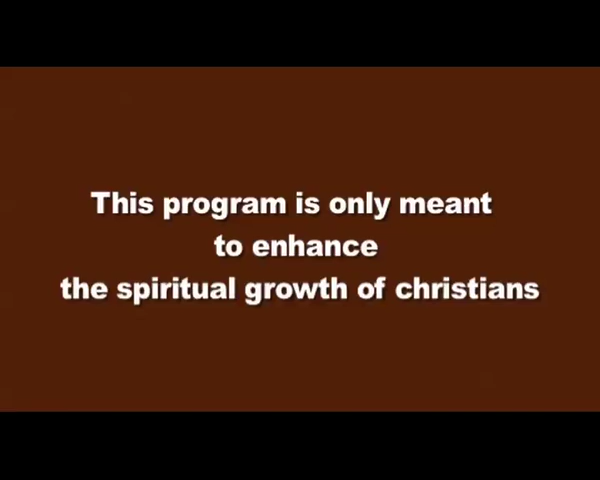 This program is only meant
to enhance
the spiritual growth of christians